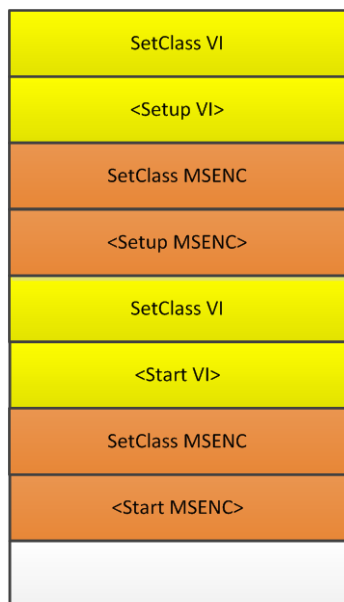 SetClass VI
<Setup VI>
SetClass MSENC
<Setup MSENC>
SetClass VI
<Start VI>
SetClass MSENC
<Start MSENC>